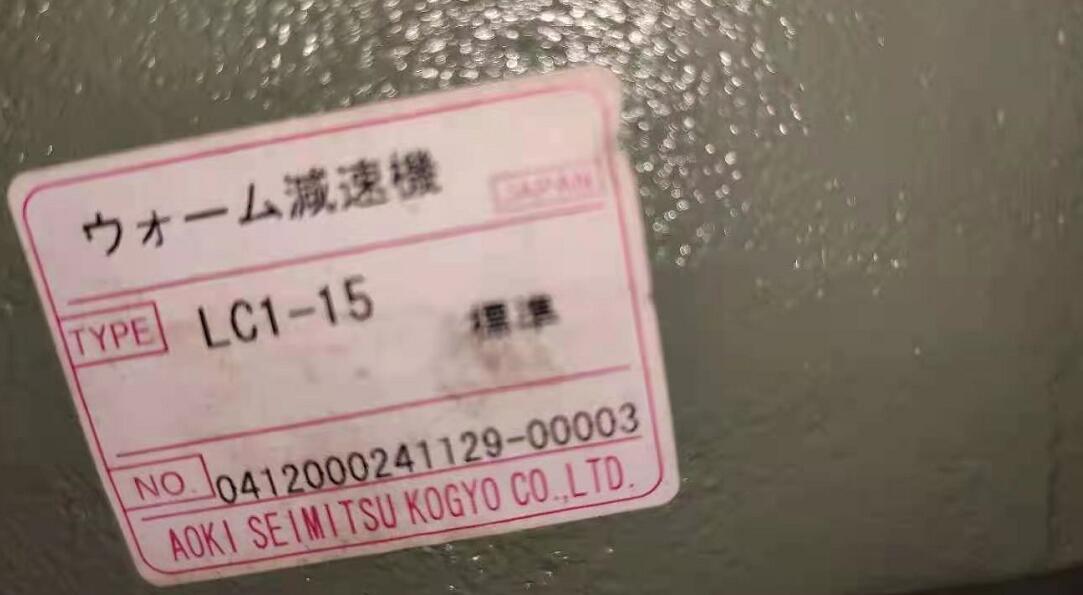 ウォーム減速機 JAPAN
TYPE LC1-15 標準
NO. 0412000241129-00003
AOKI SEIMITSU KOGYO CO.,LTD.